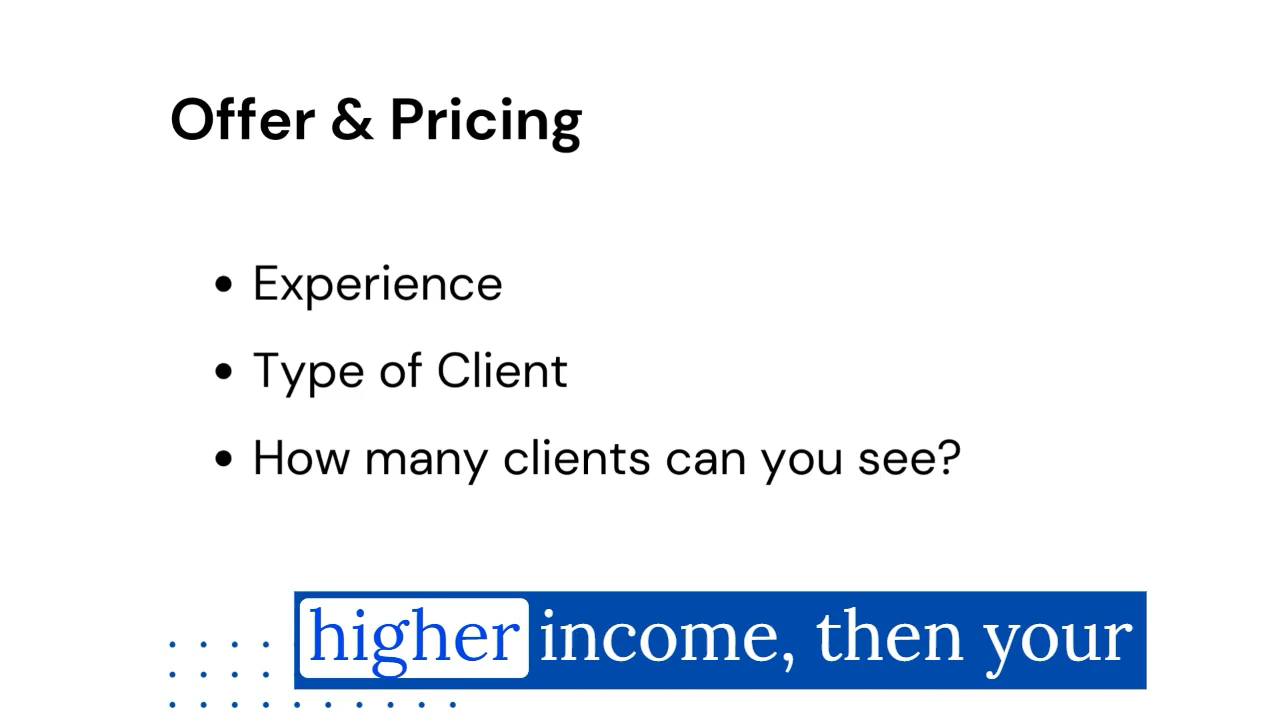 Offer & Pricing
• Experience
• Type of Client
• How many clients can you see?
higher income, then your